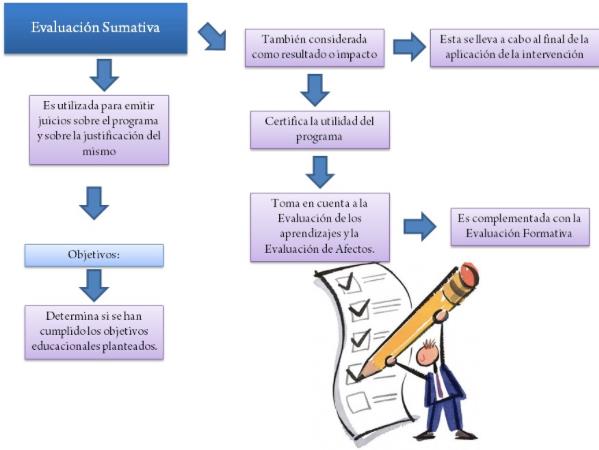 Evaluación Sumativa
También considerada
como resultado o impacto
Esta se lleva a cabo al final de la
aplicación de la intervención
Es utilizada para emitir
juicios sobre el programa
y sobre la justificación del
mismo
Certifica la utilidad del
programa
Toma en cuenta a la
Evaluación de los
aprendizajes y la
Evaluación de Afectos.
Es complementada con la
Evaluación Formativa
Objetivos:
Determina si se han
cumplido los objetivos
educacionales planteados.